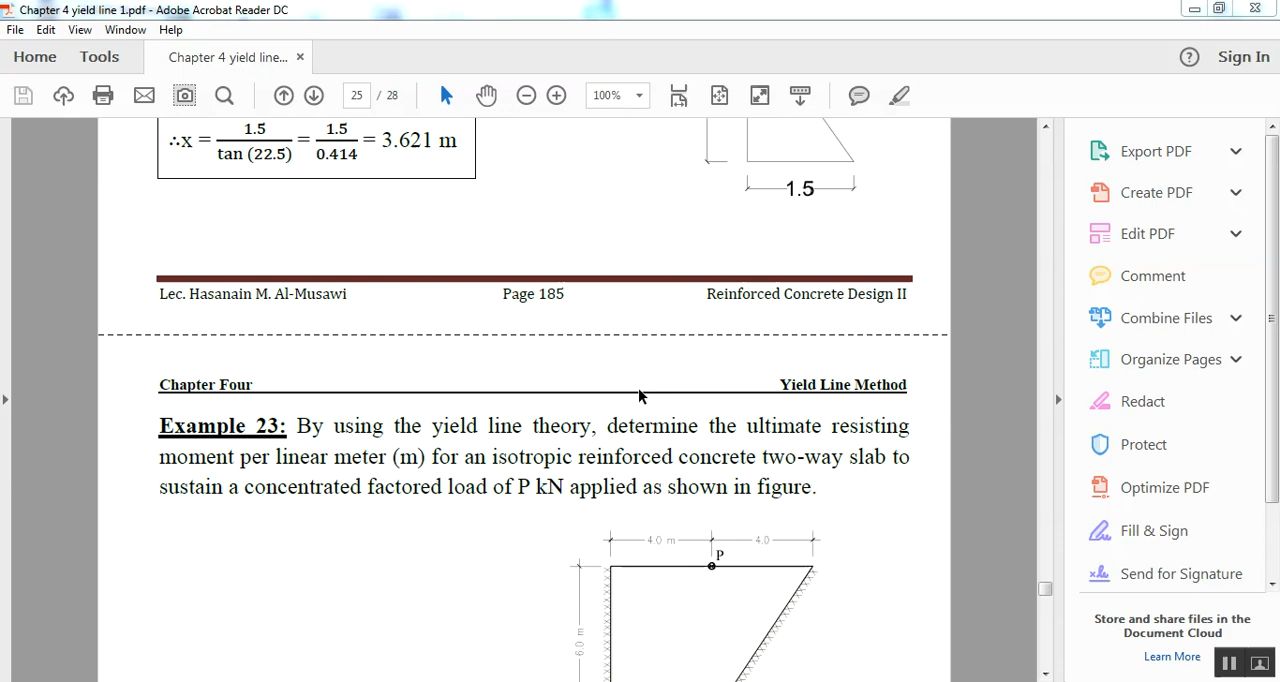 Chapter 4 yield line 1.pdf - Adobe Acrobat Reader DC
File Edit View Window Help
Home Tools Chapter 4 yield line... × ? Sign In
25 / 28 100%
∴x = 1.5 / tan (22.5) = 1.5 / 0.414 = 3.621 m
1.5
Lec. Hasanain M. Al-Musawi Page 185 Reinforced Concrete Design II
Chapter Four Yield Line Method
Example 23: By using the yield line theory, determine the ultimate resisting
moment per linear meter (m) for an isotropic reinforced concrete two-way slab to
sustain a concentrated factored load of P kN applied as shown in figure.
4.0 m 4.0
P
6.0 m
Export PDF
Create PDF
Edit PDF
Comment
Combine Files
Organize Pages
Redact
Protect
Optimize PDF
Fill & Sign
Send for Signature
Store and share files in the
Document Cloud
Learn More